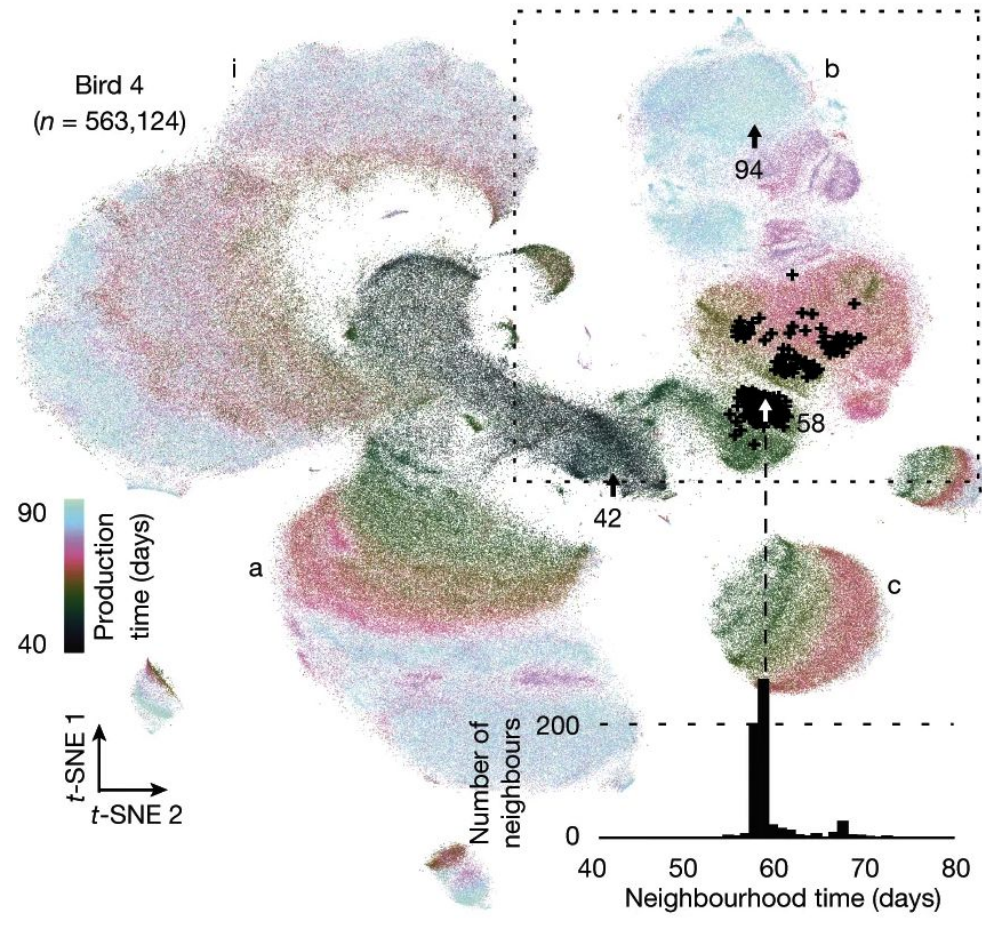 Bird 4
(n = 563,124)
i
b
94
58
42
a
c
90
40
Production
time (days)
t-SNE 1
t-SNE 2
Number of
neighbours
200
0
40 50 60 70 80
Neighbourhood time (days)